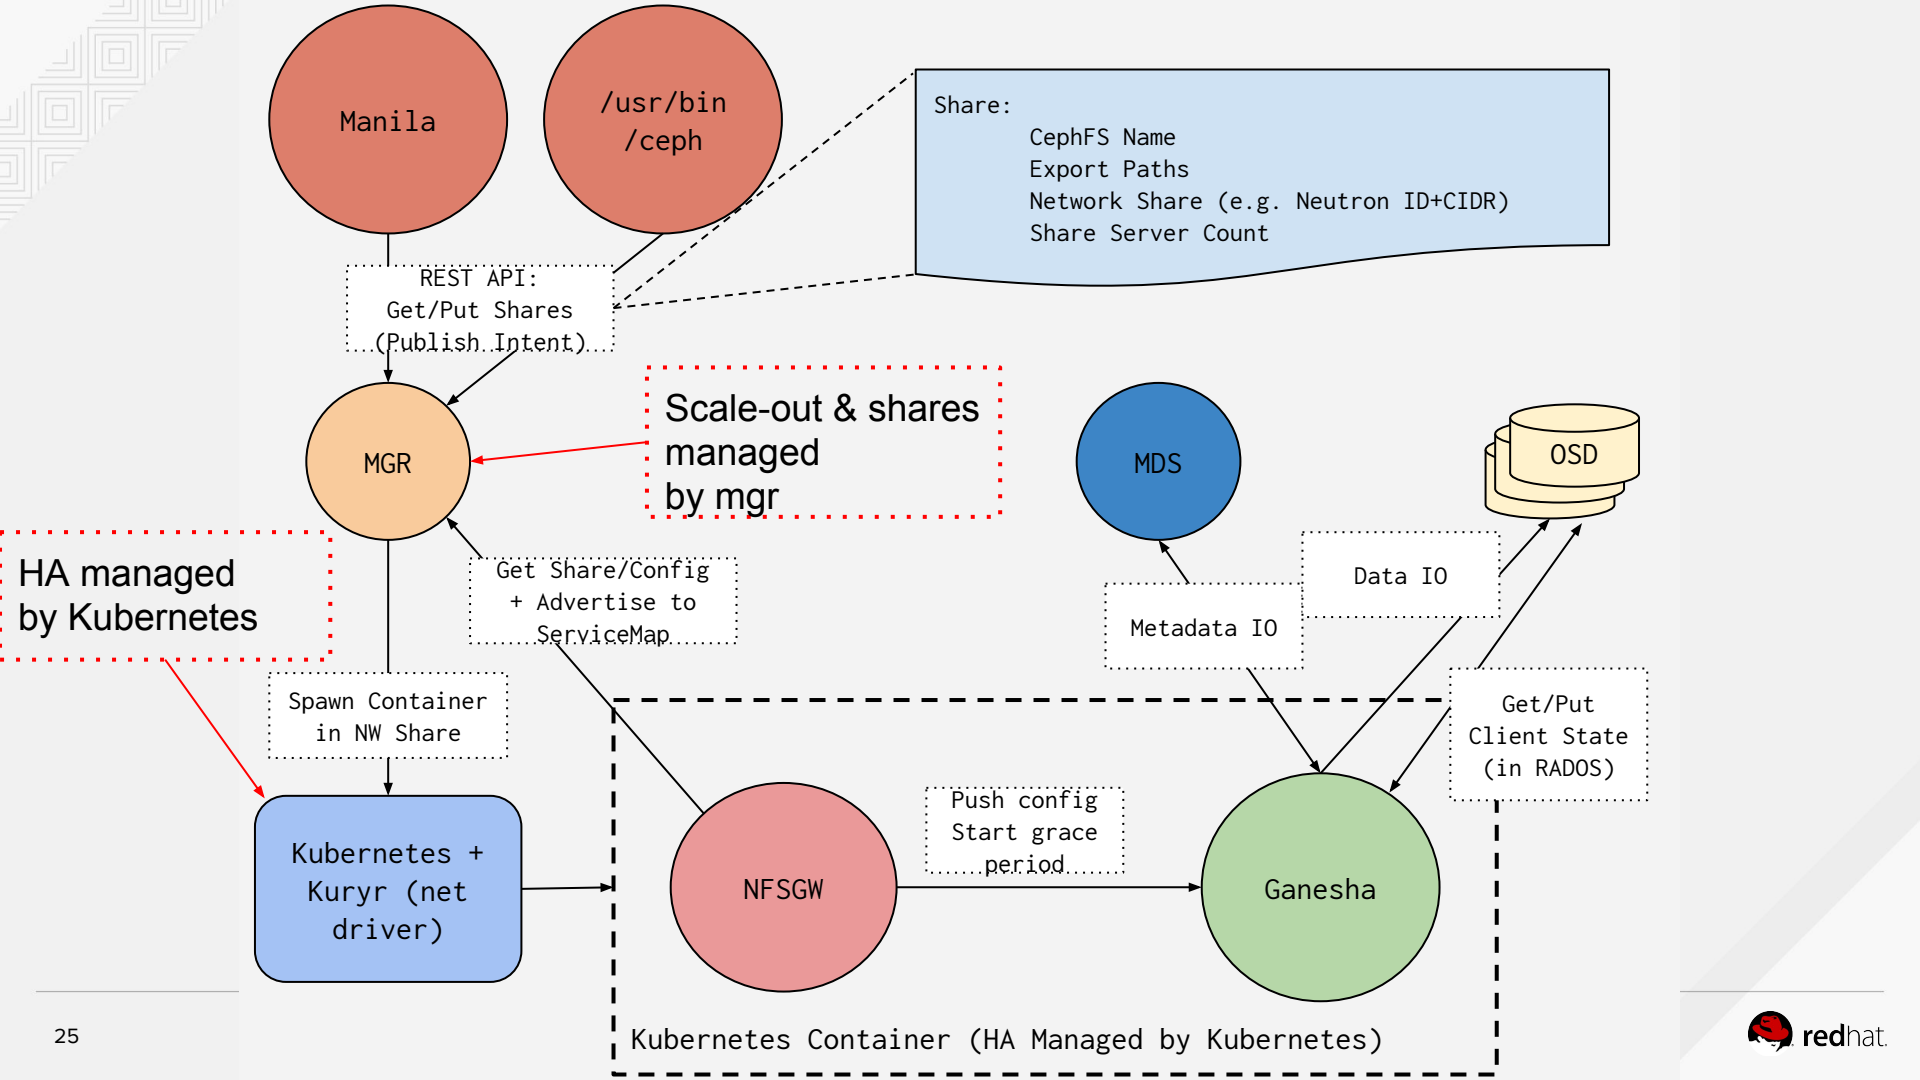 Manila
/usr/bin
/ceph
Share:
CephFS Name
Export Paths
Network Share (e.g. Neutron ID+CIDR)
Share Server Count
REST API:
Get/Put Shares
(Publish Intent)
MGR
Scale-out & shares
managed
by mgr
MDS
OSD
HA managed
by Kubernetes
Get Share/Config
+ Advertise to
ServiceMap
Data IO
Metadata IO
Spawn Container
in NW Share
Get/Put
Client State
(in RADOS)
Kubernetes +
Kuryr (net
driver)
NFSGW
Push config
Start grace
period
Ganesha
Kubernetes Container (HA Managed by Kubernetes)
25
redhat.